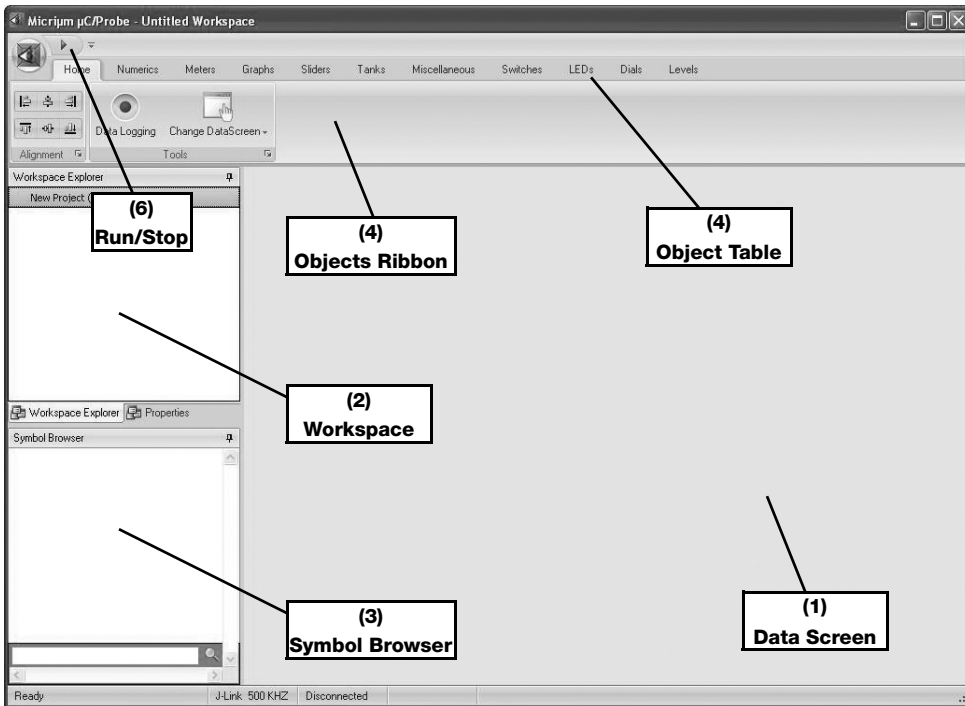 Micriµm µC/Probe - Untitled Workspace
Home Numerics Meters Graphs Sliders Tanks Miscellaneous Switches LEDs Dials Levels
Data Logging Change DataScreen
Alignment Tools
Workspace Explorer
New Project (
(6)
Run/Stop
(4)
Objects Ribbon
(4)
Object Table
(2)
Workspace
Workspace Explorer Properties
Symbol Browser
(3)
Symbol Browser
(1)
Data Screen
Ready J-Link 500 KHZ Disconnected